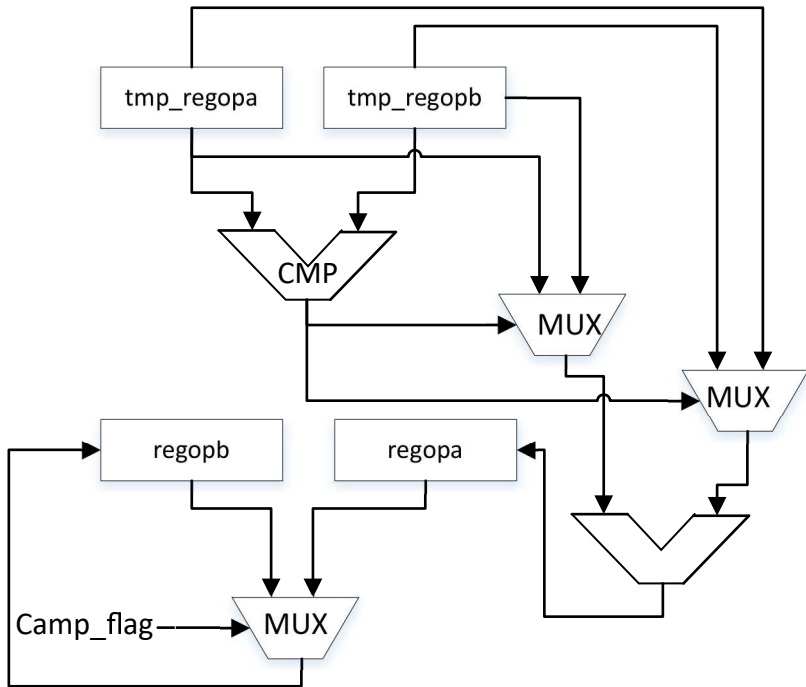 tmp_regopa
tmp_regopb
CMP
MUX
MUX
regopb
regopa
Camp_flag
MUX